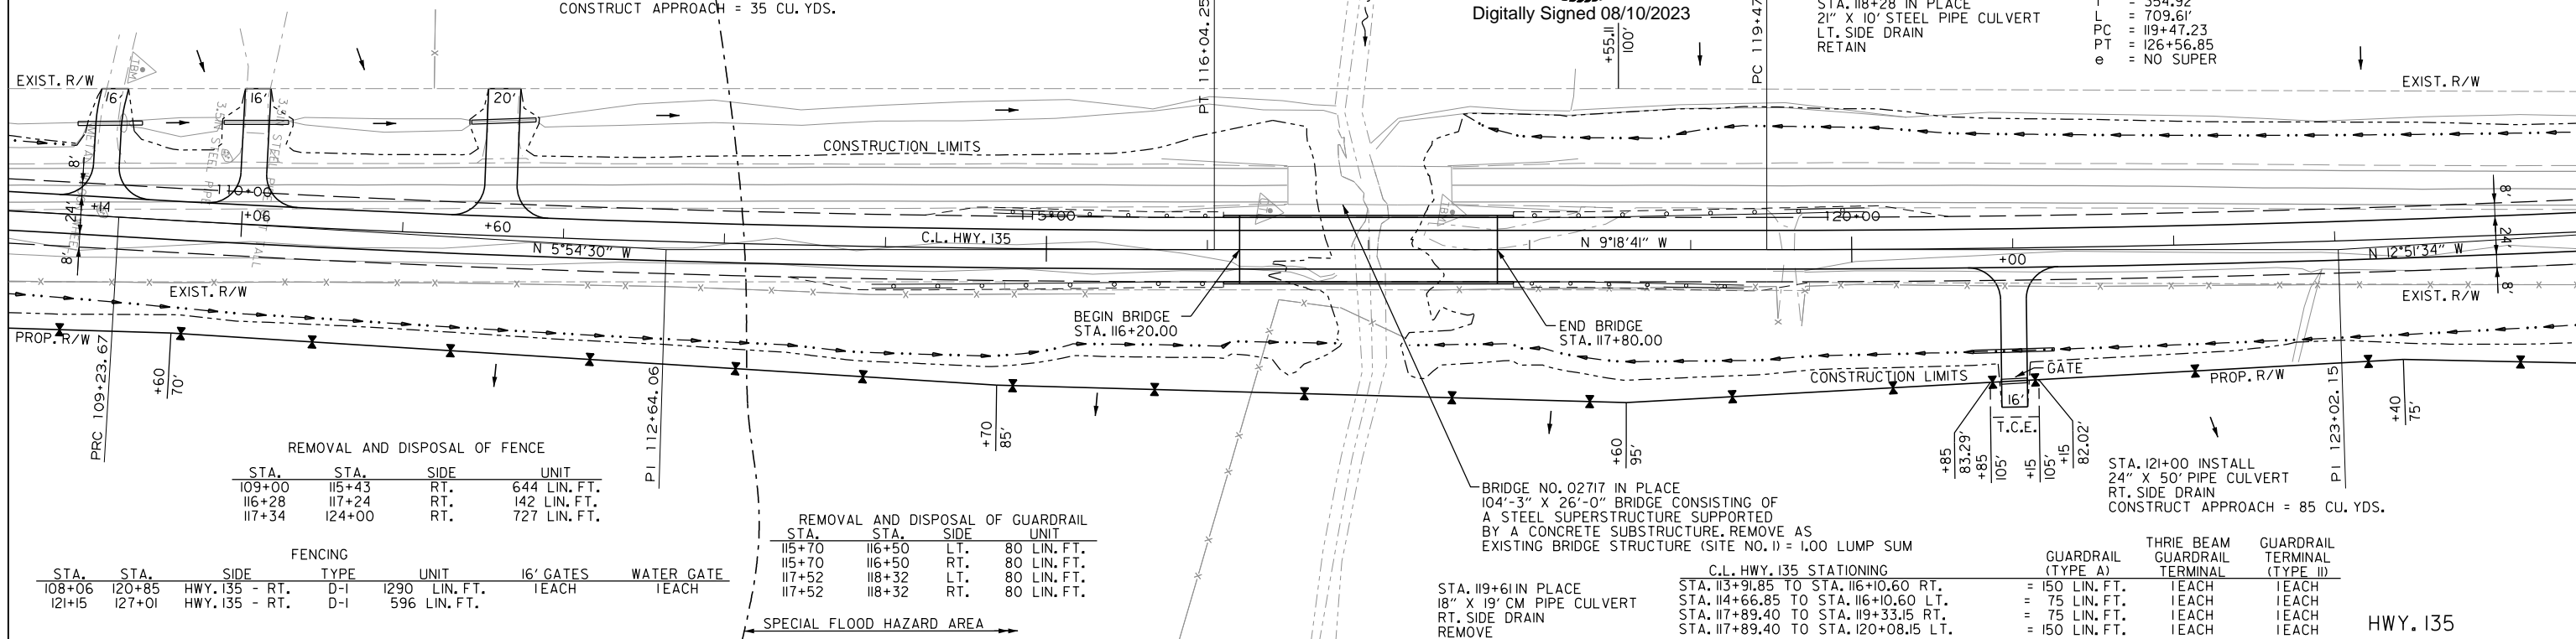 CONSTRUCT APPROACH = 35 CU. YDS.
Digitally Signed 08/10/2023
STA. 118+28 IN PLACE
21" X 10' STEEL PIPE CULVERT
LT. SIDE DRAIN
RETAIN
T = 354.92'
L = 709.61'
PC = 119+47.23
PT = 126+56.85
e = NO SUPER
PT 116+04.25
+55.11
100'
PC 119+47
EXIST. R/W
TBM
16'
16'
20'
EXIST. R/W
CONSTRUCTION LIMITS
8'
24'
8'
110+00
+14
+06
+60
115+00
120+00
8'
24'
8'
N 5°54'30" W
C.L. HWY. 135
N 9°18'41" W
+00
N 12°51'34" W
EXIST. R/W
EXIST. R/W
BEGIN BRIDGE
STA. 116+20.00
END BRIDGE
STA. 117+80.00
PROP. R/W
PRC 109+23.67
+60
70'
PI 112+64.06
+70
85'
+60
95'
CONSTRUCTION LIMITS
GATE
PROP. R/W
16'
T.C.E.
+85
83.29'
+85
105'
+15
105'
+15
82.02'
PI 123+02.15
+40
75'
REMOVAL AND DISPOSAL OF FENCE
STA. STA. SIDE UNIT
109+00 115+43 RT. 644 LIN. FT.
116+28 117+24 RT. 142 LIN. FT.
117+34 124+00 RT. 727 LIN. FT.
FENCING
STA. STA. SIDE TYPE UNIT 16' GATES WATER GATE
108+06 120+85 HWY. 135 - RT. D-1 1290 LIN. FT. 1 EACH 1 EACH
121+15 127+01 HWY. 135 - RT. D-1 596 LIN. FT.
REMOVAL AND DISPOSAL OF GUARDRAIL
STA. STA. SIDE UNIT
115+70 116+50 LT. 80 LIN. FT.
115+70 116+50 RT. 80 LIN. FT.
117+52 118+32 LT. 80 LIN. FT.
117+52 118+32 RT. 80 LIN. FT.
SPECIAL FLOOD HAZARD AREA
BRIDGE NO. 02717 IN PLACE
104'-3" X 26'-0" BRIDGE CONSISTING OF
A STEEL SUPERSTRUCTURE SUPPORTED
BY A CONCRETE SUBSTRUCTURE. REMOVE AS
EXISTING BRIDGE STRUCTURE (SITE NO. 1) = 1.00 LUMP SUM
STA. 121+00 INSTALL
24" X 50' PIPE CULVERT
RT. SIDE DRAIN
CONSTRUCT APPROACH = 85 CU. YDS.
STA. 119+61 IN PLACE
18" X 19' CM PIPE CULVERT
RT. SIDE DRAIN
REMOVE
C.L. HWY. 135 STATIONING GUARDRAIL (TYPE A) THRIE BEAM GUARDRAIL TERMINAL GUARDRAIL TERMINAL (TYPE II)
STA. 113+91.85 TO STA. 116+10.60 RT. = 150 LIN. FT. 1 EACH 1 EACH
STA. 114+66.85 TO STA. 116+10.60 LT. = 75 LIN. FT. 1 EACH 1 EACH
STA. 117+89.40 TO STA. 119+33.15 RT. = 75 LIN. FT. 1 EACH 1 EACH
STA. 117+89.40 TO STA. 120+08.15 LT. = 150 LIN. FT. 1 EACH 1 EACH
HWY. 135